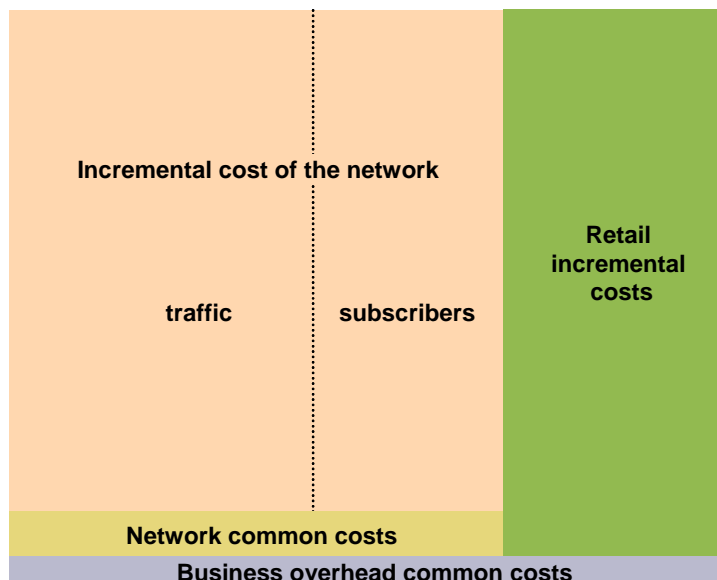 Incremental cost of the network
Retail
incremental
costs
traffic
subscribers
Network common costs
Business overhead common costs